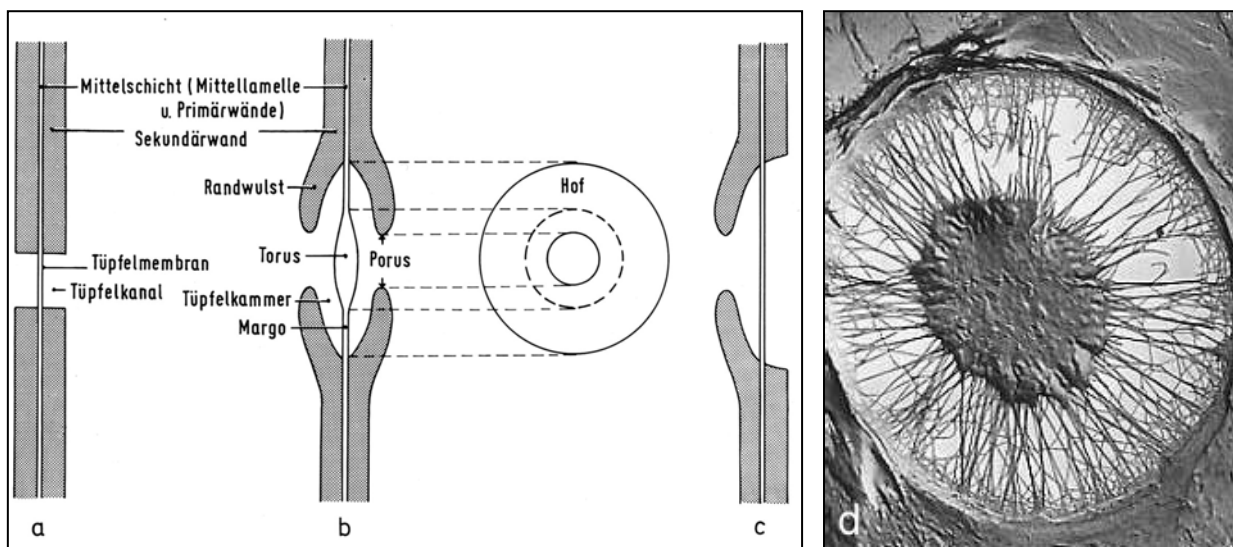 Mittelschicht (Mittellamelle
u. Primärwände)
Sekundärwand
Randwulst
Hof
Torus
Porus
Tüpfelmembran
Tüpfelkanal
Tüpfelkammer
Margo
a
b
c
d